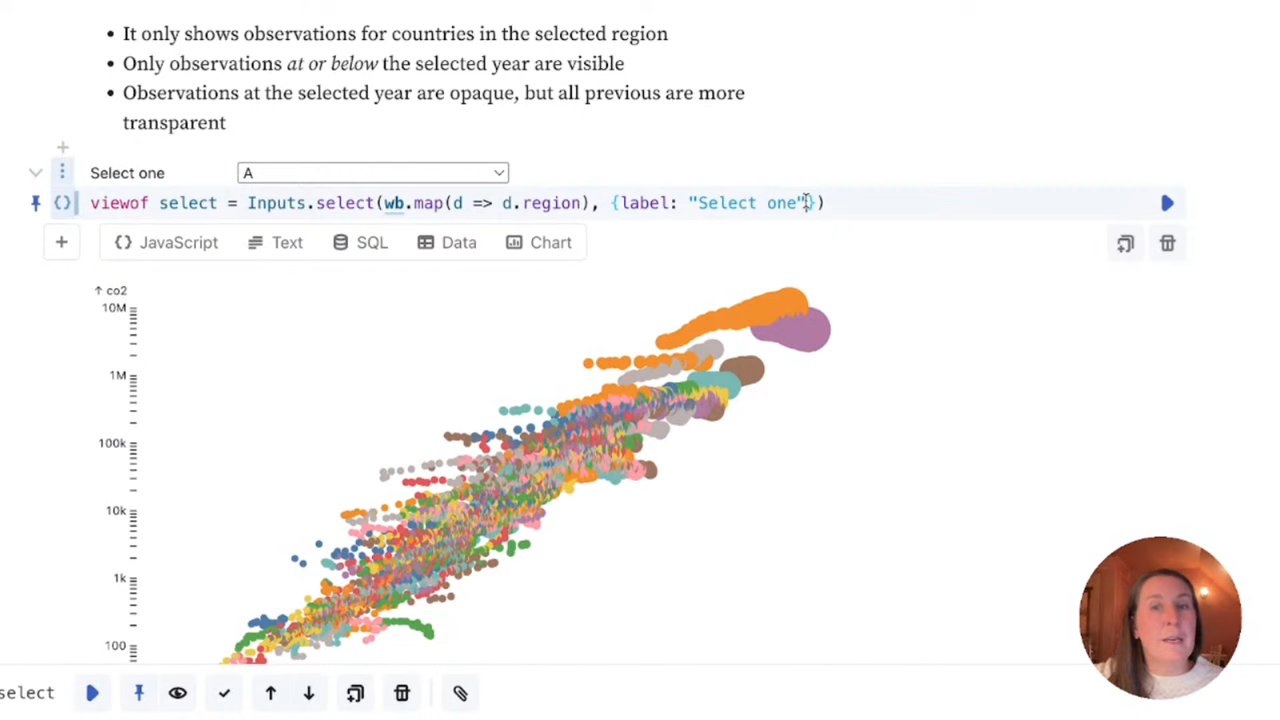 • It only shows observations for countries in the selected region
• Only observations at or below the selected year are visible
• Observations at the selected year are opaque, but all previous are more
transparent
Select one
A
viewof select = Inputs.select(wb.map(d => d.region), {label: "Select one"})
JavaScript
Text
SQL
Data
Chart
↑ co2
10M
1M
100k
10k
1k
100
select